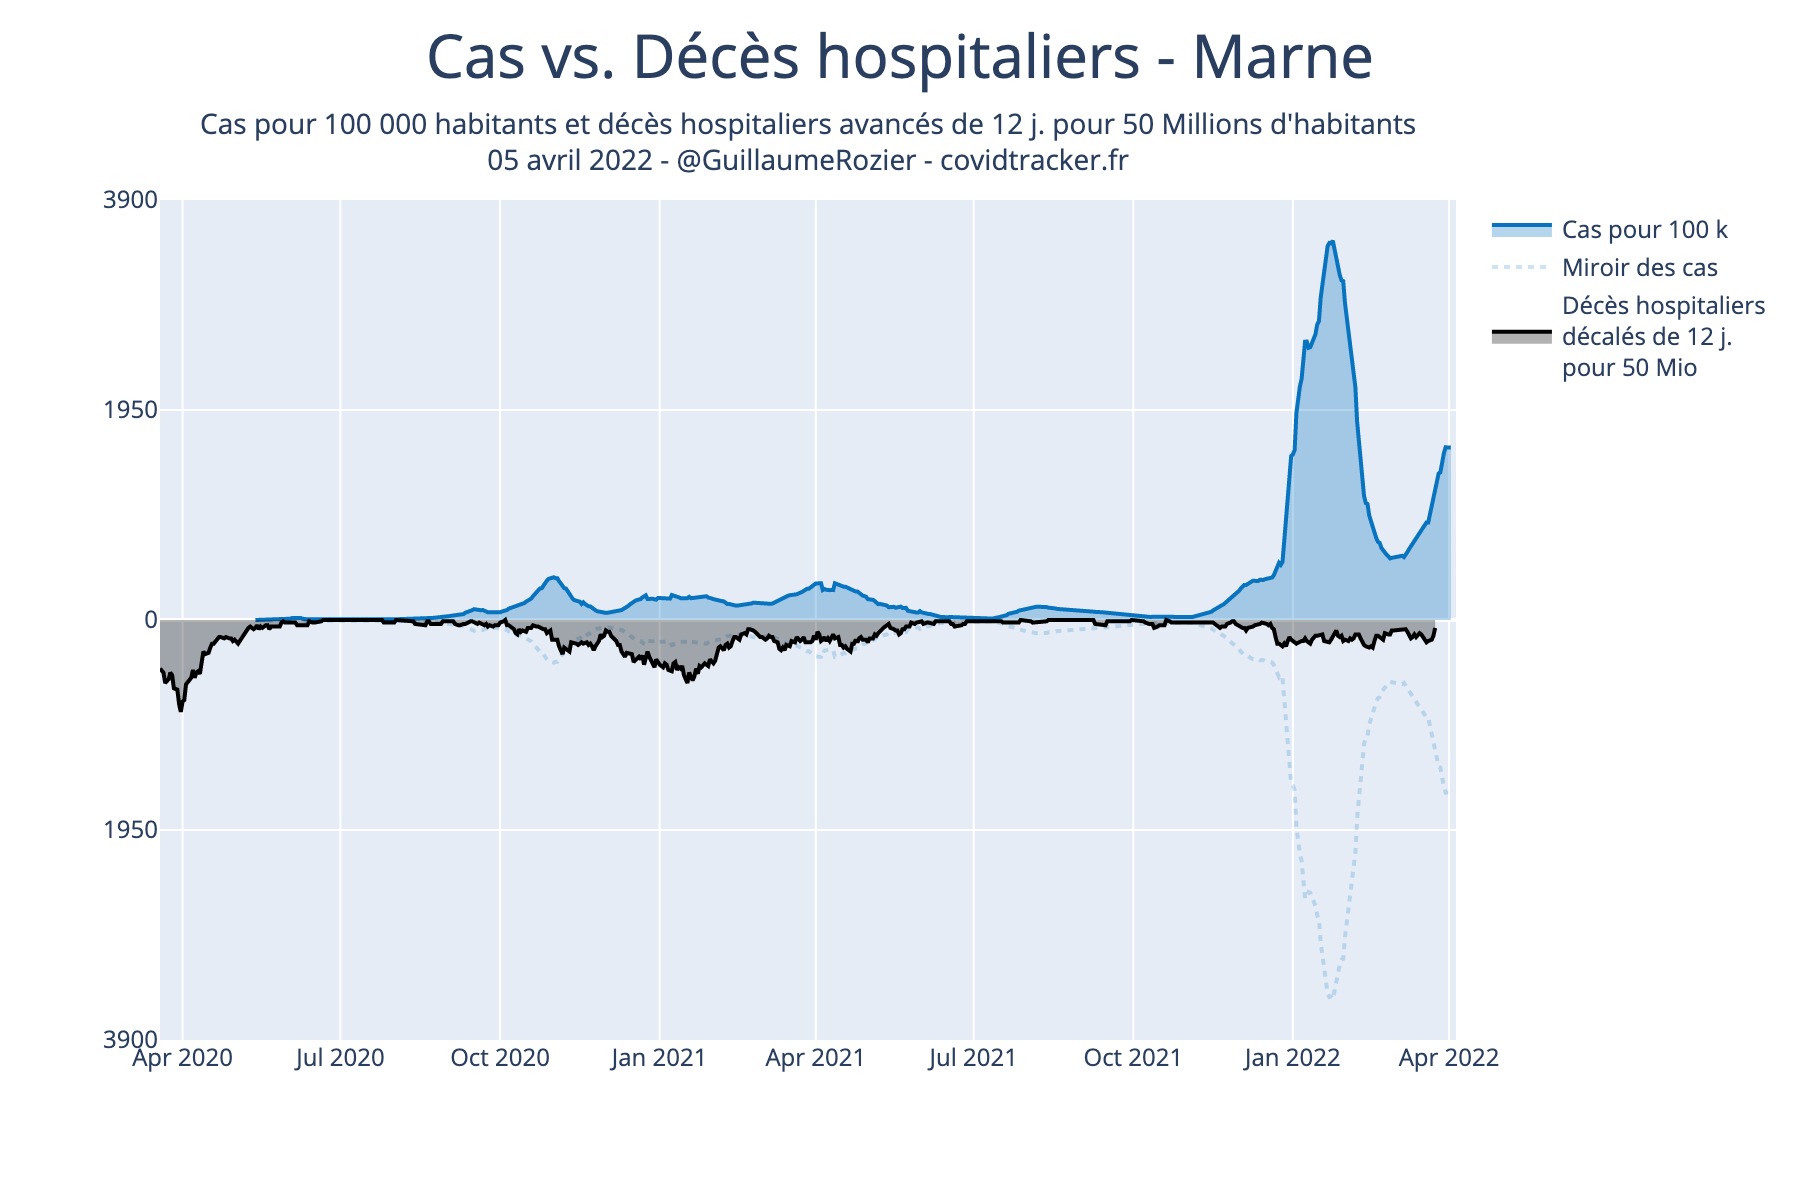 Cas vs. Décès hospitaliers - Marne
Cas pour 100 000 habitants et décès hospitaliers avancés de 12 j. pour 50 Millions d'habitants
05 avril 2022 - @GuillaumeRozier - covidtracker.fr
3900
1950
0
1950
3900
Apr 2020
Jul 2020
Oct 2020
Jan 2021
Apr 2021
Jul 2021
Oct 2021
Jan 2022
Apr 2022
Cas pour 100 k
Miroir des cas
Décès hospitaliers
décalés de 12 j.
pour 50 Mio